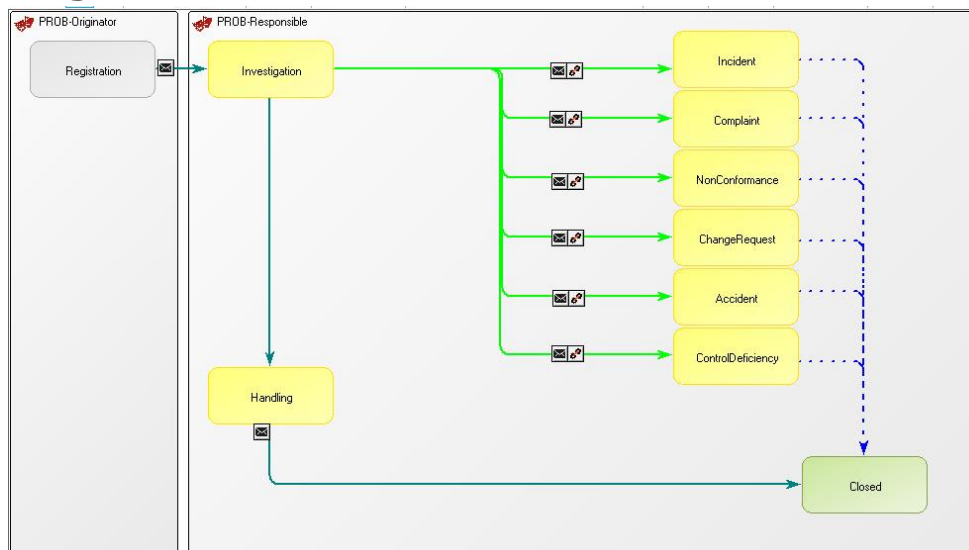 PROB-Originator
PROB-Responsible
Registration
Investigation
Incident
Complaint
NonConformance
ChangeRequest
Accident
ControlDeficiency
Handling
Closed